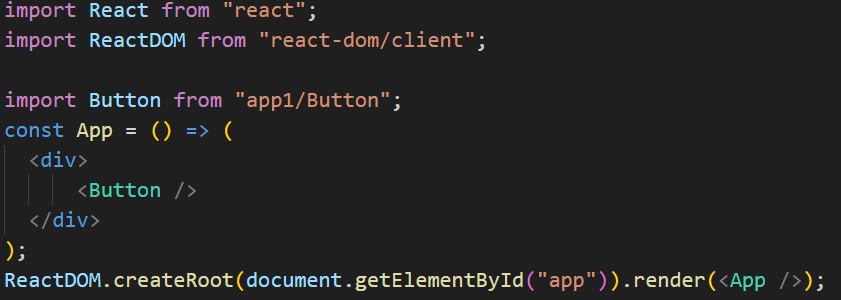 import React from "react";
import ReactDOM from "react-dom/client";

import Button from "app1/Button";
const App = () => (
  <div>
      <Button />
  </div>
);
ReactDOM.createRoot(document.getElementById("app")).render(<App />);